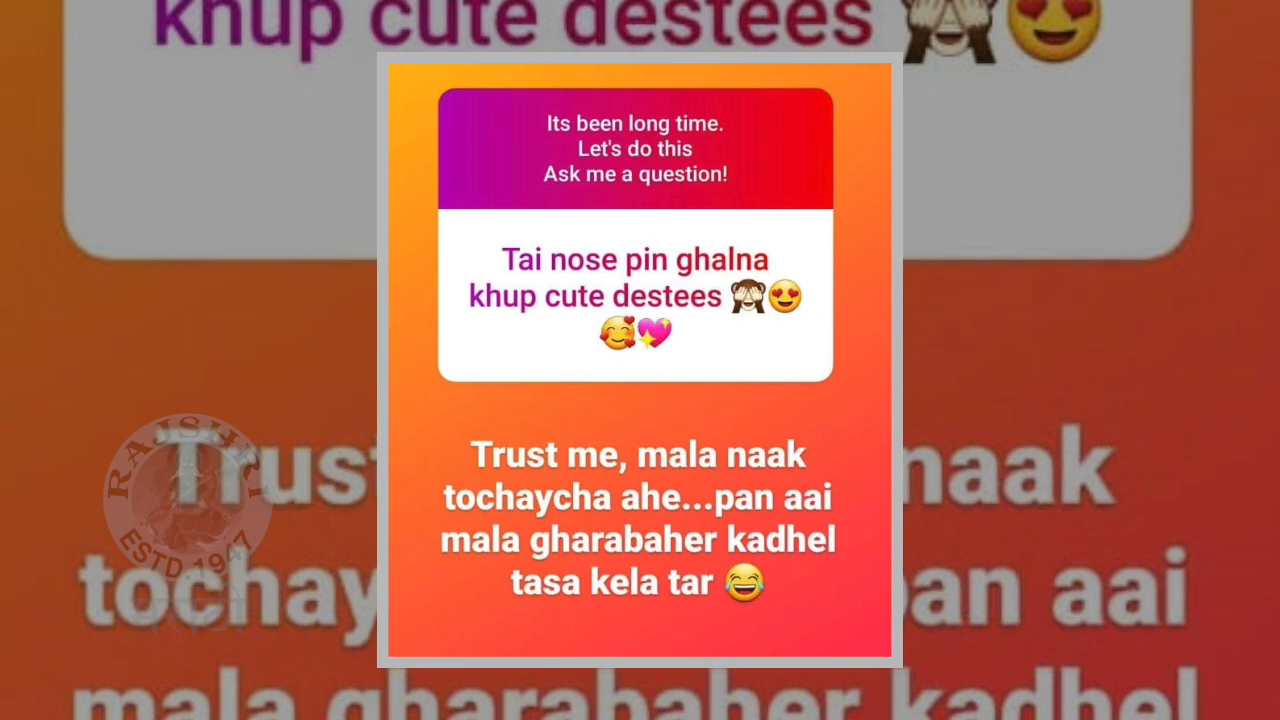 khup cute destees 🙈😍
Its been long time.
Let's do this
Ask me a question!
Tai nose pin ghalna
khup cute destees 🙈😍
🥰💖
Trust me, mala naak
tochaycha ahe...pan aai
mala gharabaher kadhel
tasa kela tar 😂
Trust
naak
tochay
pan aai
mala gharabaher kadhel
RAJSHRI
ESTD.1947